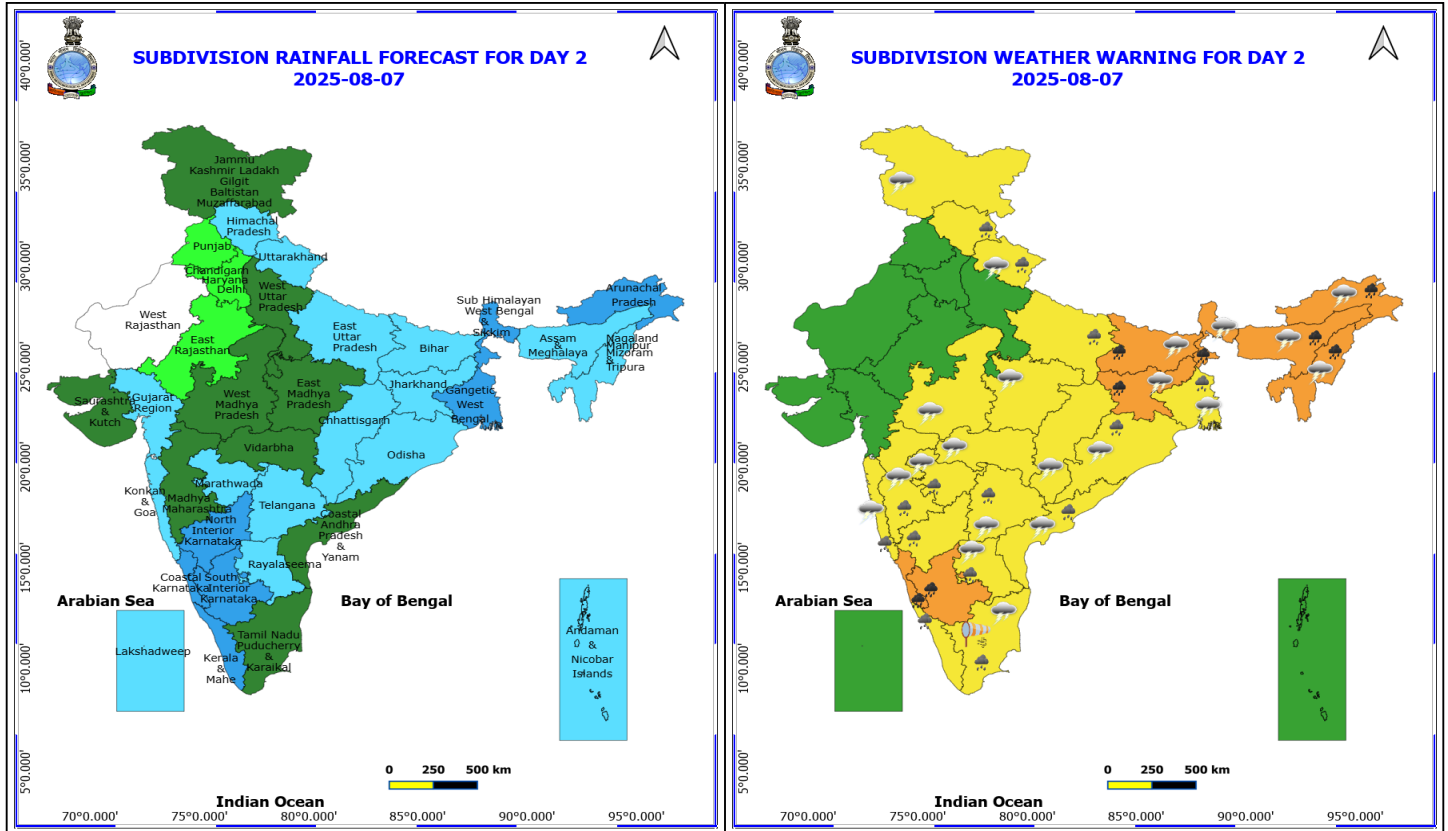 SUBDIVISION RAINFALL FORECAST FOR DAY 2
2025-08-07
40°0.000'
35°0.000'
30°0.000'
25°0.000'
20°0.000'
15°0.000'
10°0.000'
5°0.000'
Jammu
Kashmir Ladakh
Gilgit
Baltistan
Muzaffarabad
Himachal
Pradesh
Punjab
Uttarakhand
Chandigarh
Haryana
Delhi
West
Uttar
Pradesh
West
Rajasthan
East
Rajasthan
East
Uttar
Pradesh
Bihar
Sub Himalayan
West Bengal
&
Sikkim
Arunachal
Pradesh
Assam
&
Meghalaya
Nagaland
Manipur
Mizoram
&
Tripura
Jharkhand
Gangetic
West
Bengal
Saurashtra
&
Kutch
Gujarat
Region
West
Madhya
Pradesh
East
Madhya
Pradesh
Chhattisgarh
Vidarbha
Odisha
Konkan
&
Goa
Madhya
Maharashtra
Marathwada
Telangana
North
Interior
Karnataka
Coastal
Andhra
Pradesh
&
Yanam
Rayalaseema
Coastal
Karnataka
South
Interior
Karnataka
Arabian Sea
Bay of Bengal
Lakshadweep
Kerala
&
Mahe
Tamil Nadu
Puducherry
&
Karaikal
Andaman
&
Nicobar
Islands
0 250 500 km
Indian Ocean
70°0.000' 75°0.000' 80°0.000' 85°0.000' 90°0.000' 95°0.000'
SUBDIVISION WEATHER WARNING FOR DAY 2
2025-08-07
40°0.000'
35°0.000'
30°0.000'
25°0.000'
20°0.000'
15°0.000'
10°0.000'
5°0.000'
Arabian Sea
Bay of Bengal
0 250 500 km
Indian Ocean
70°0.000' 75°0.000' 80°0.000' 85°0.000' 90°0.000' 95°0.000'